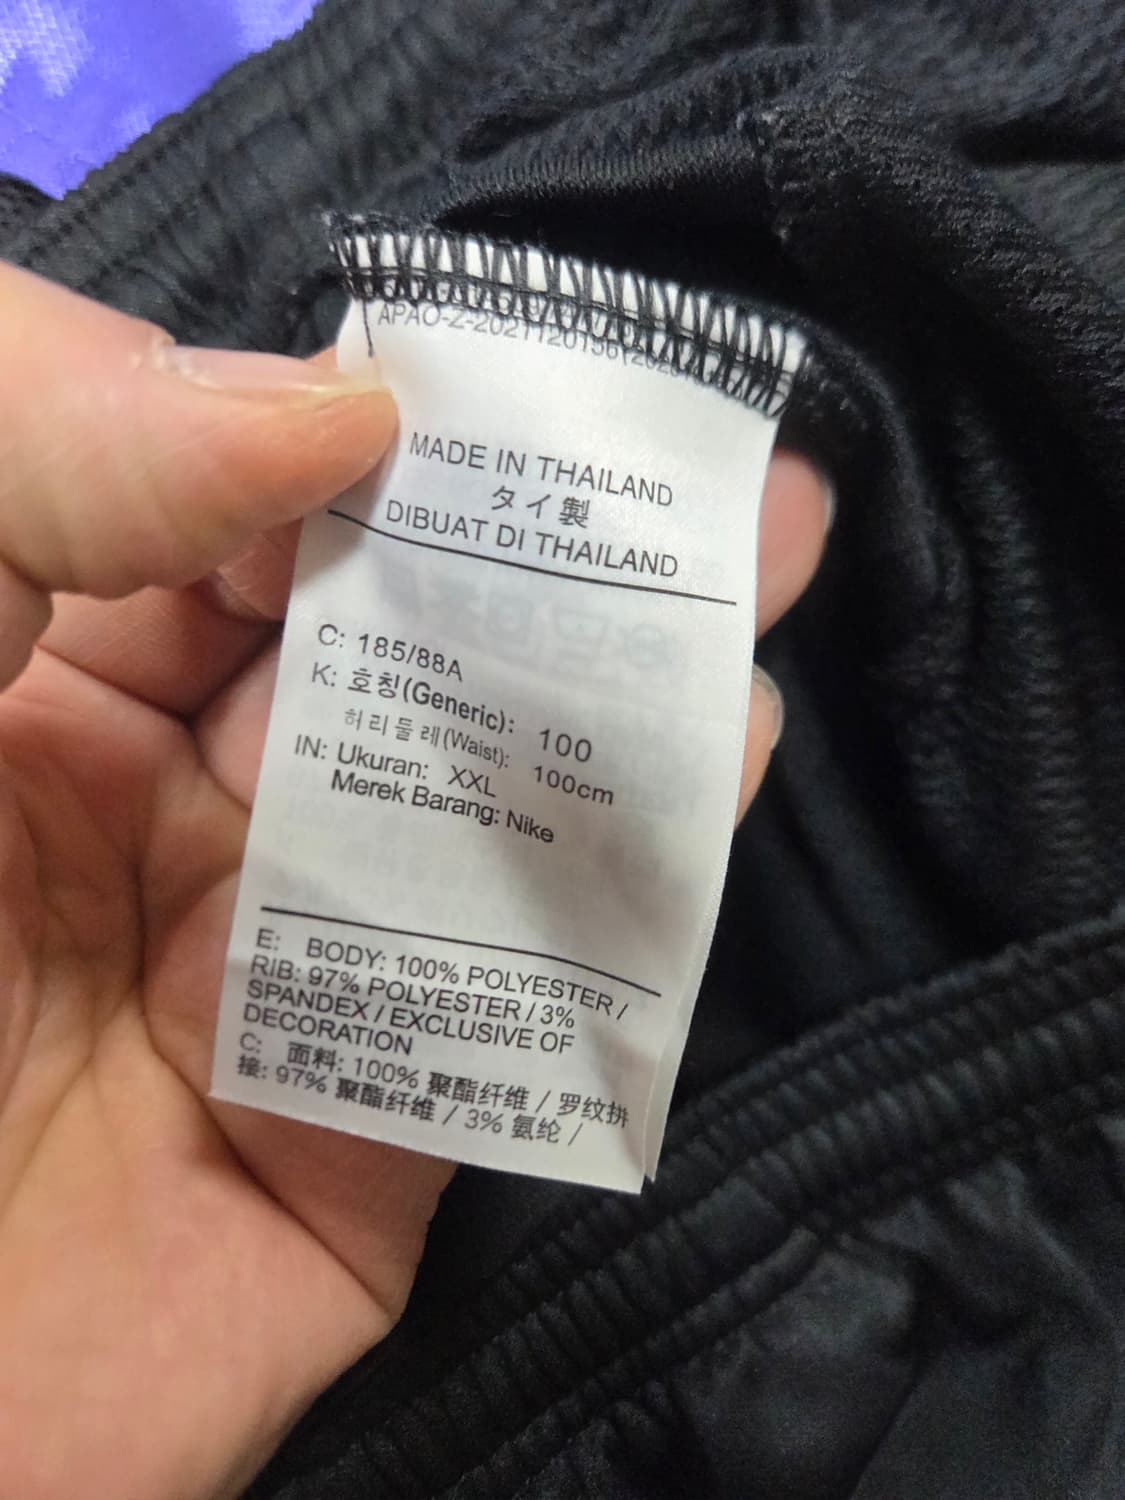 MADE IN THAILAND
タイ製
DIBUAT DI THAILAND
C: 185/88A
K: 호칭(Generic): 100
허리둘레(Waist): 100cm
IN: Ukuran: XXL
Merek Barang: Nike
E: BODY: 100% POLYESTER /
RIB: 97% POLYESTER / 3%
SPANDEX / EXCLUSIVE OF
DECORATION
C: 面料: 100% 聚酯纤维 / 罗纹拼
接: 97% 聚酯纤维 / 3% 氨纶 /